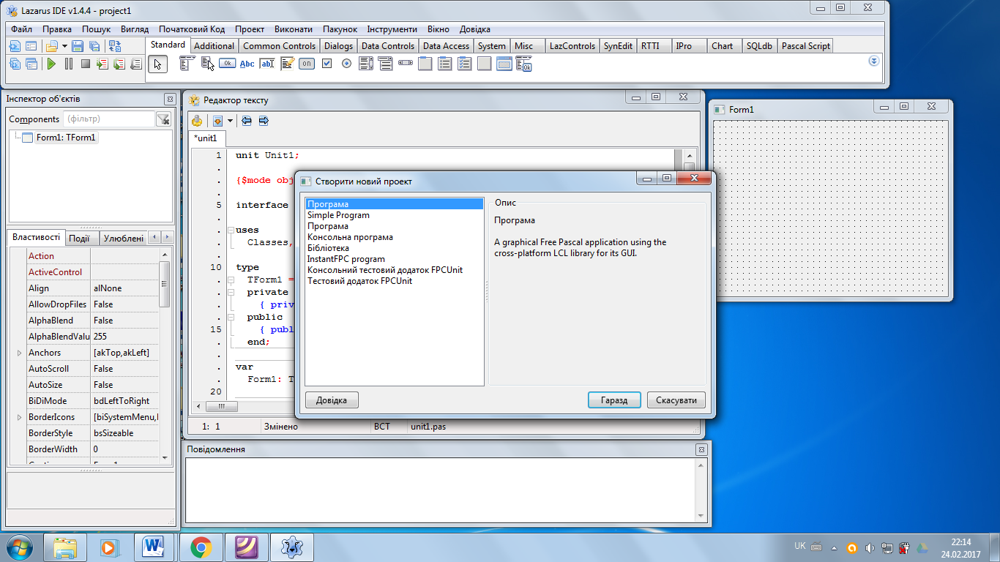 Lazarus IDE v1.4.4 - project1
Файл Правка Пошук Вигляд Початковий Код Проект Виконати Пакунок Інструменти Вікно Довідка
Standard Additional Common Controls Dialogs Data Controls Data Access System Misc LazControls SynEdit RTTI IPro Chart SQLdb Pascal Script
Ok Abc ab on Ok
Інспектор об'єктів
Components (фільтр)
Form1: TForm1
Властивості Події Улюблені
Action
ActiveControl
Align alNone
AllowDropFiles False
AlphaBlend False
AlphaBlendValu 255
Anchors [akTop,akLeft]
AutoScroll False
AutoSize False
BiDiMode bdLeftToRight
BorderIcons [biSystemMenu,
BorderStyle bsSizeable
BorderWidth 0
Редактор тексту
*unit1
1 unit Unit1;
.
. {$mode obj
.
5 interface
.
. uses
. Classes,
.
10 type
. TForm1 =
. private
. { priv
. public
15 { publ
. end;
.
. var
. Form1: T
20
1: 1 Змінено ВСТ unit1.pas
Form1
Створити новий проект
Програма
Simple Program
Програма
Консольна програма
Бібліотека
InstantFPC program
Консольний тестовий додаток FPCUnit
Тестовий додаток FPCUnit
Опис
Програма
A graphical Free Pascal application using the
cross-platform LCL library for its GUI.
Довідка Гаразд Скасувати
Повідомлення
UK
22:14
24.02.2017